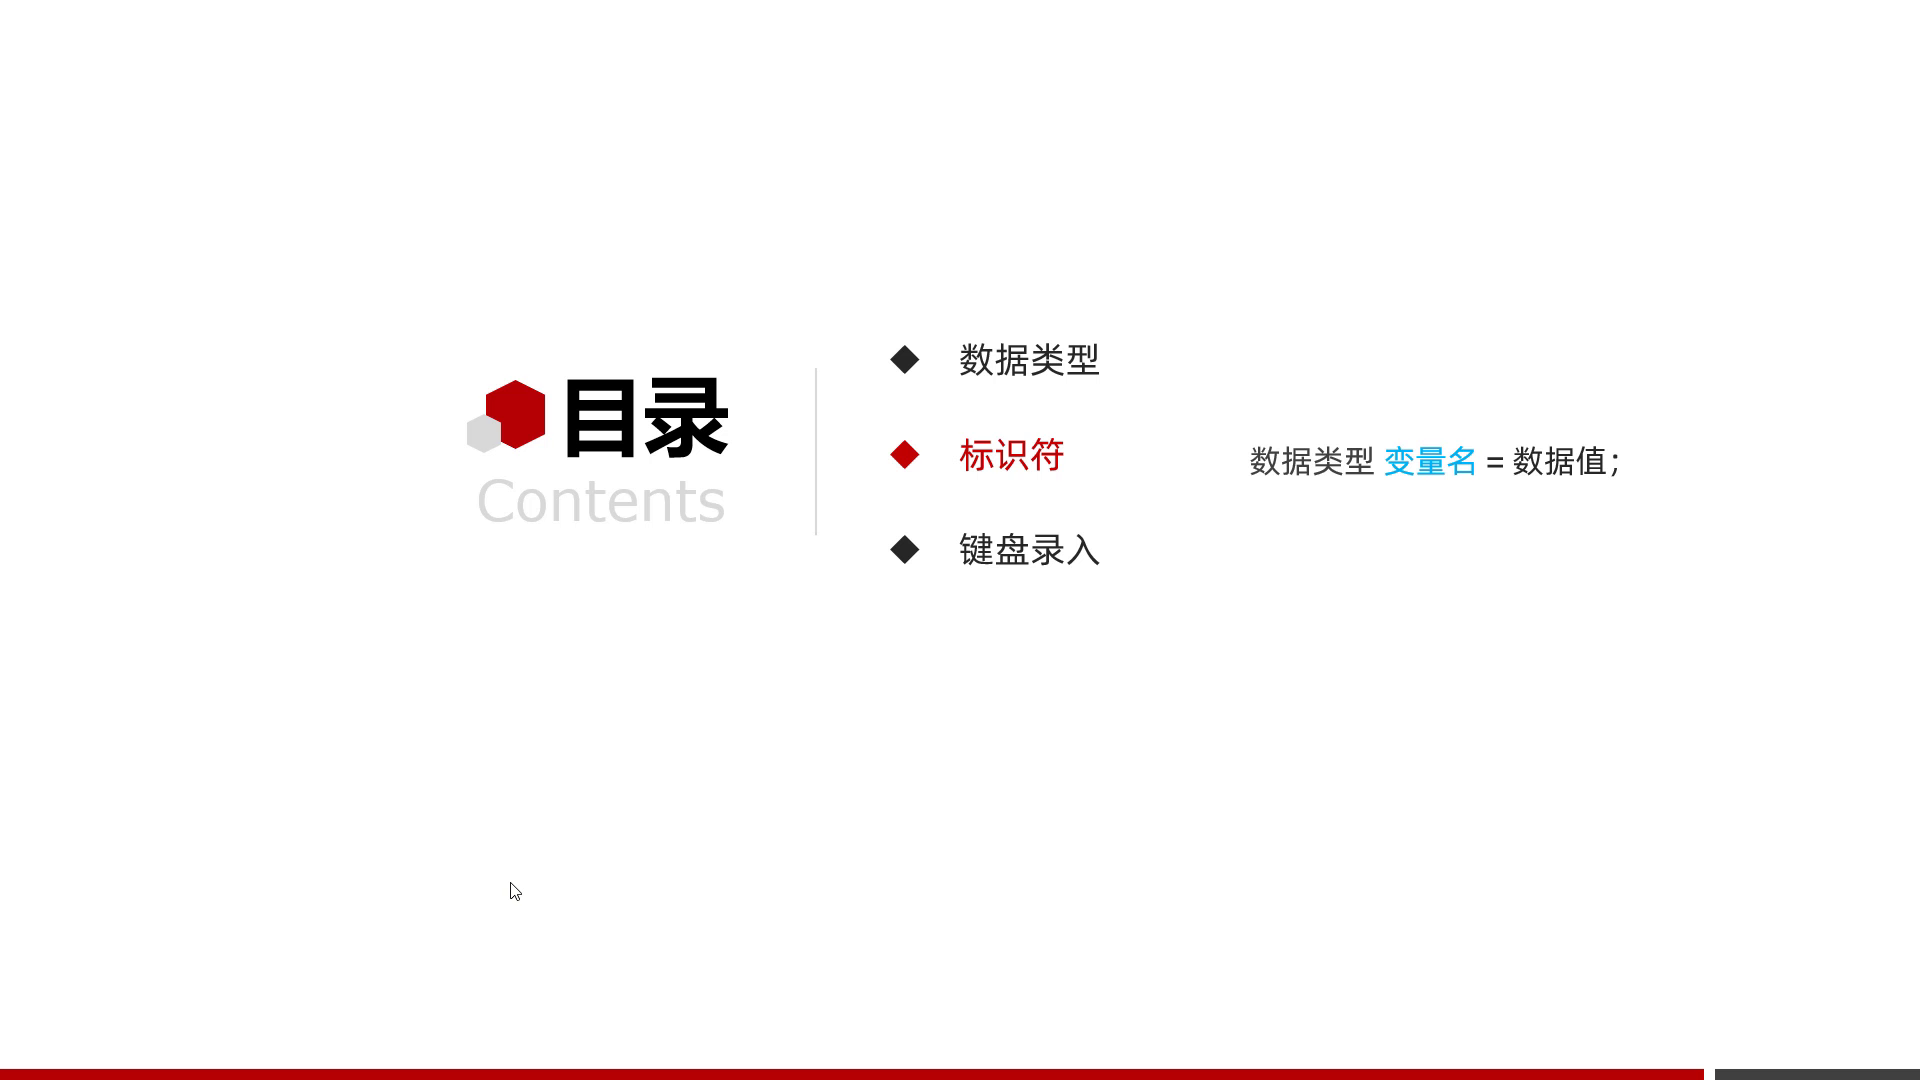 目录
Contents
数据类型
标识符
数据类型 变量名 = 数据值；
键盘录入